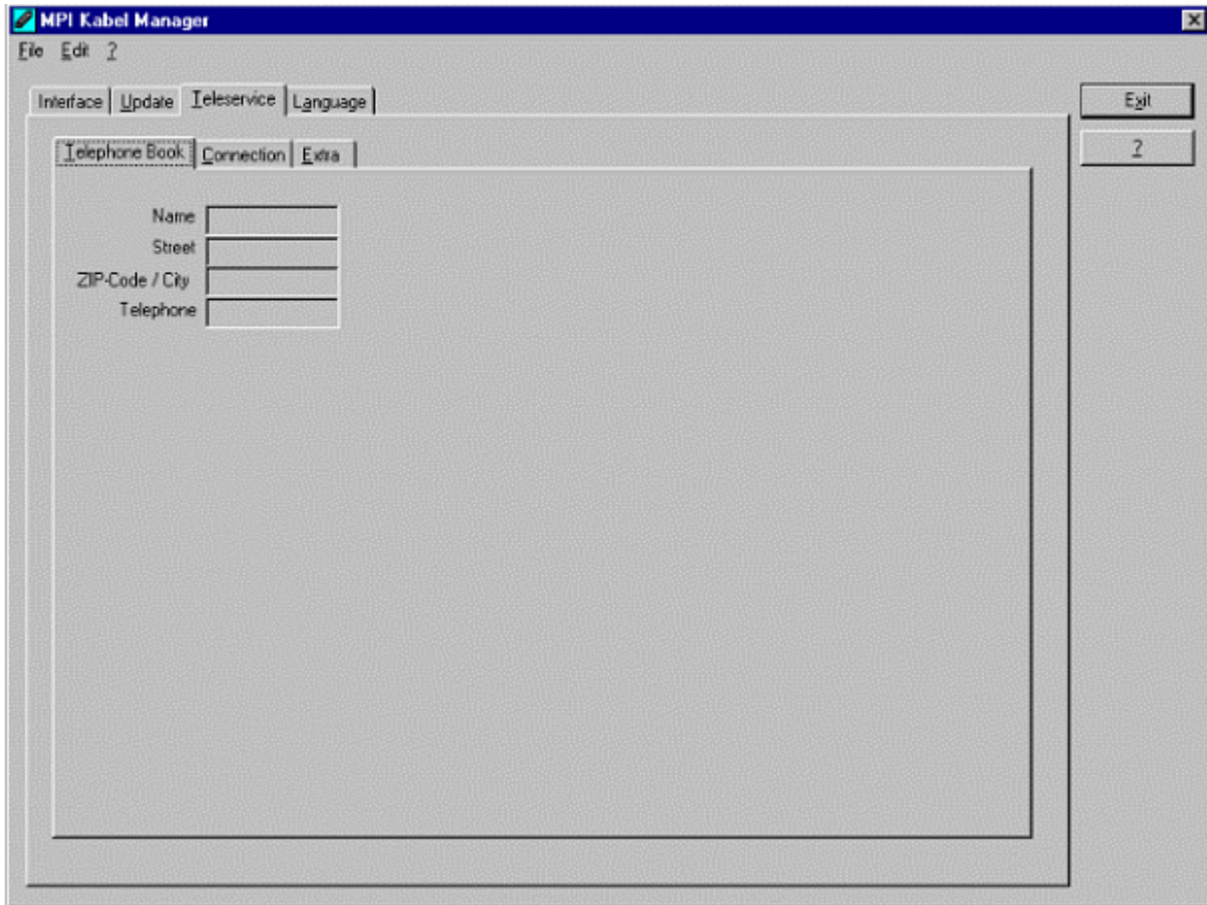 MPI Kabel Manager
File Edit ?
Interface Update Teleservice Language
Exit
Telephone Book Connection Extra
?
Name
Street
ZIP-Code / City
Telephone